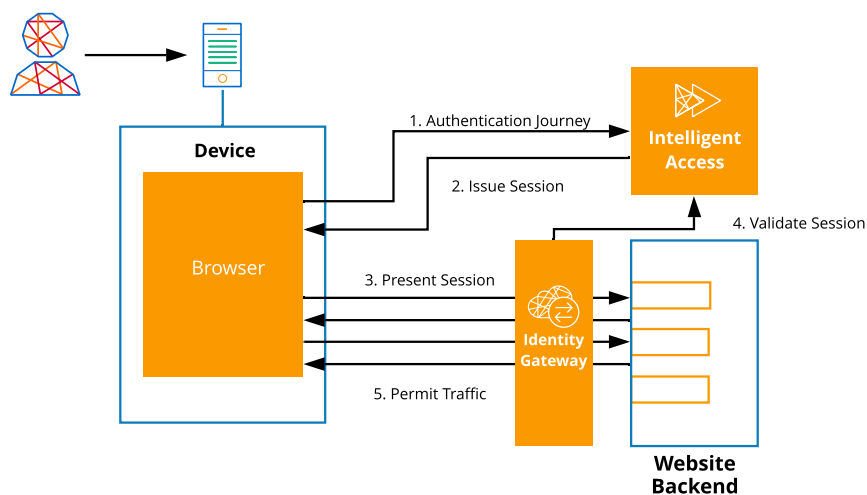 Device
Browser
1. Authentication Journey
2. Issue Session
Intelligent
Access
3. Present Session
4. Validate Session
Identity
Gateway
5. Permit Traffic
Website
Backend